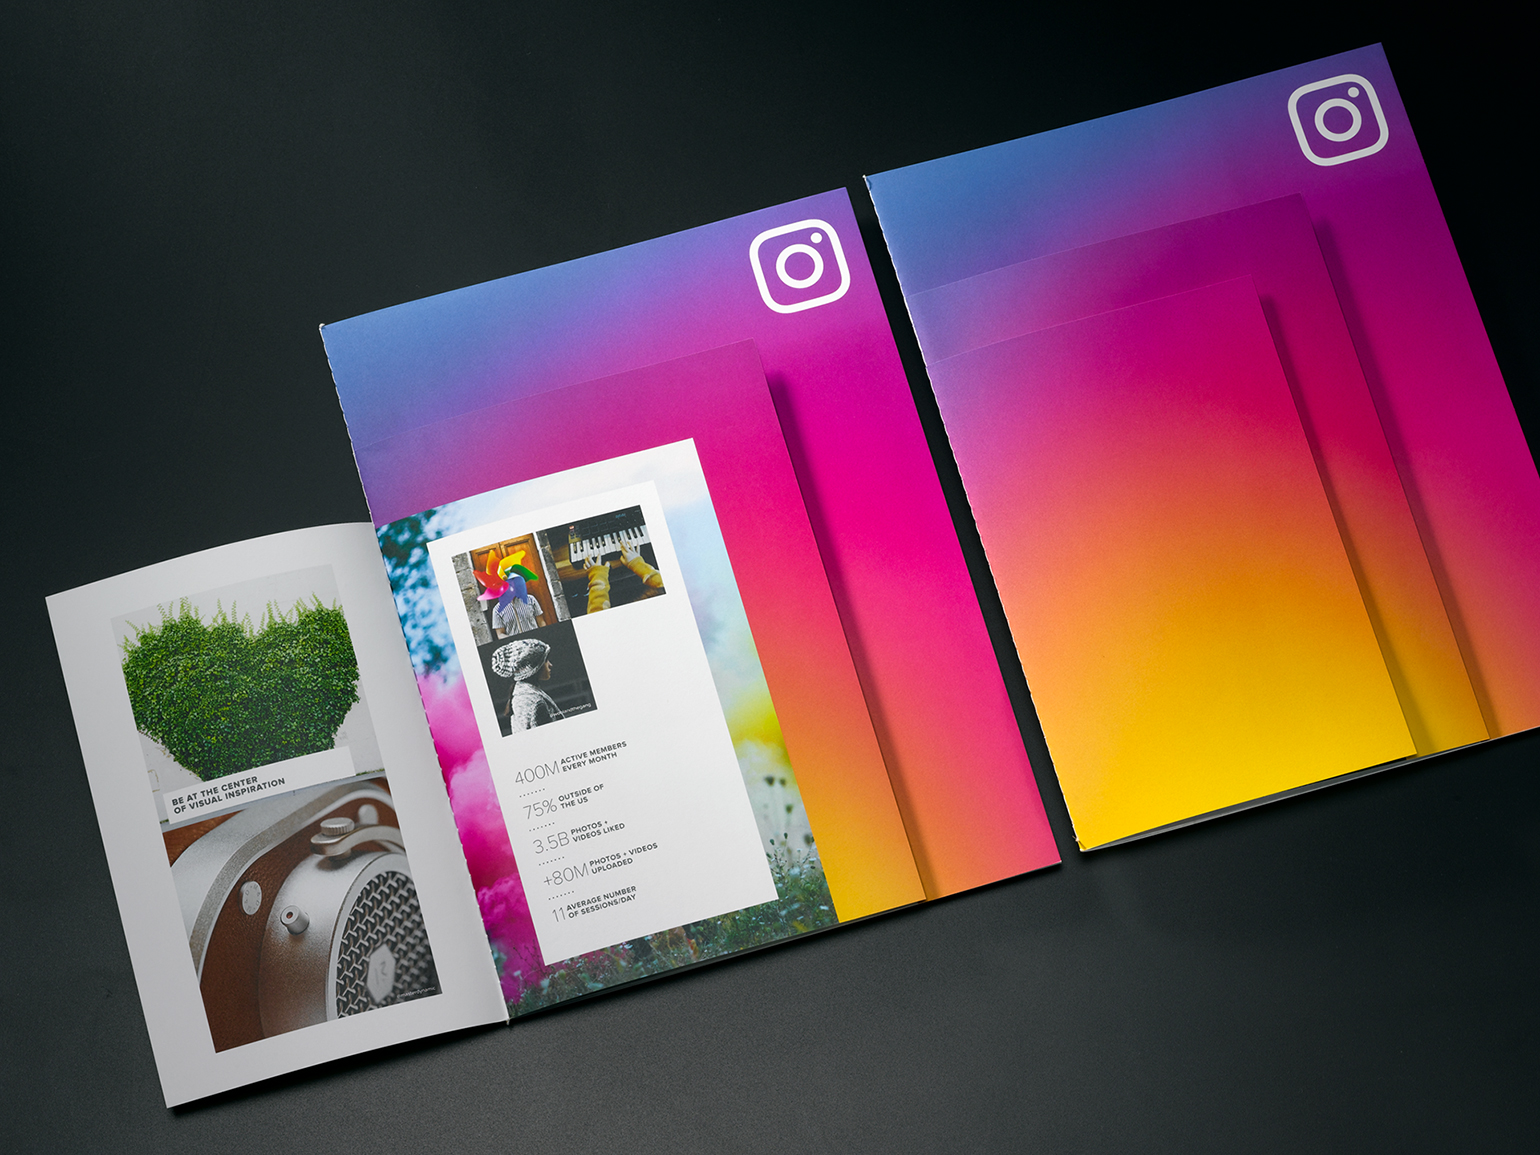 BE AT THE CENTER
OF VISUAL INSPIRATION
400M ACTIVE MEMBERS
EVERY MONTH
75% OUTSIDE OF
THE US
3.5B PHOTOS +
VIDEOS LIKED
+80M PHOTOS + VIDEOS
UPLOADED
11 AVERAGE NUMBER
OF SESSIONS/DAY